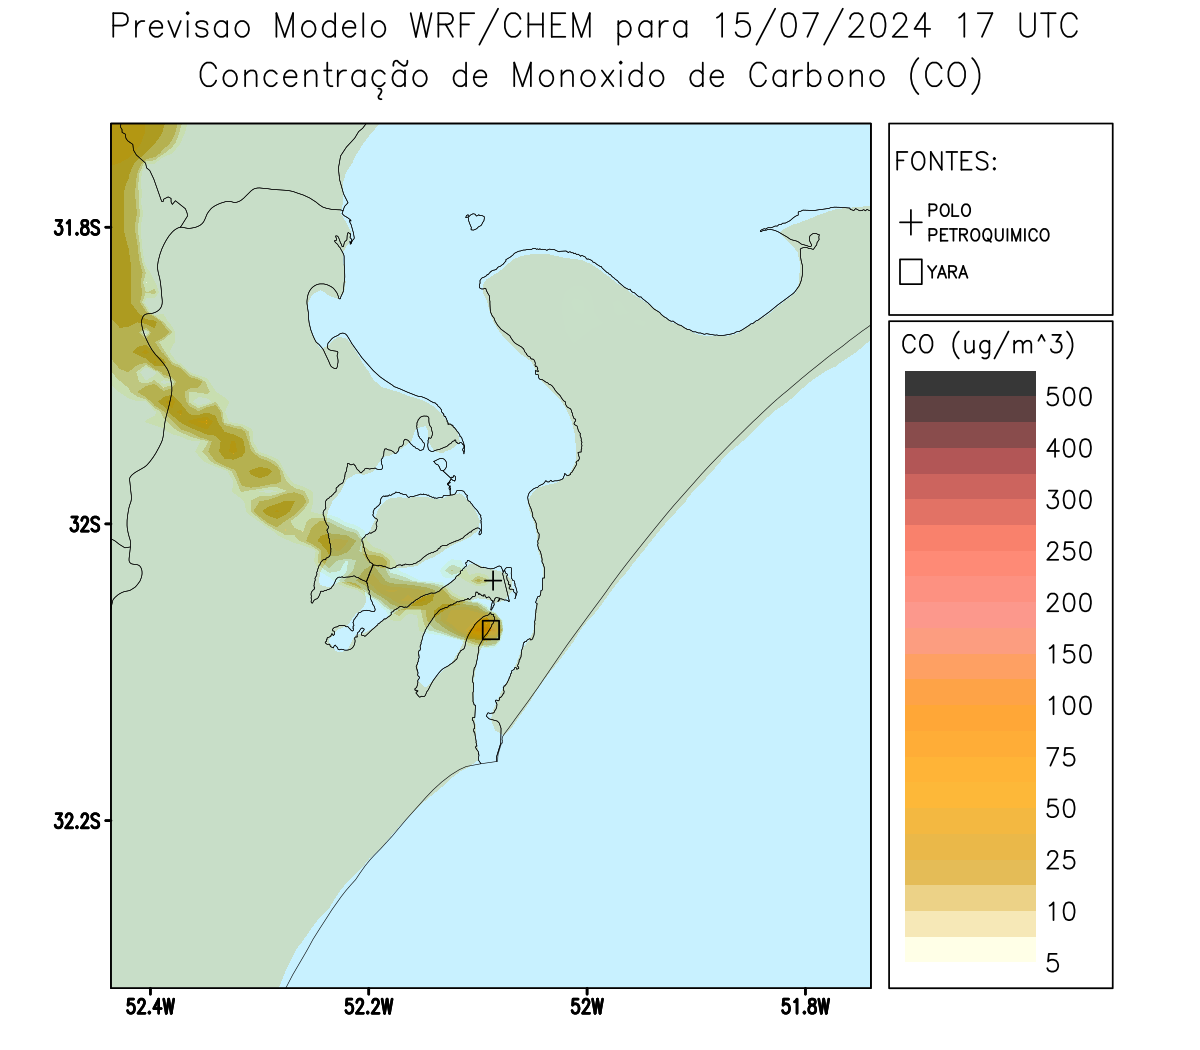 Previsao Modelo WRF/CHEM para 15/07/2024 17 UTC
Concentração de Monoxido de Carbono (CO)
FONTES:
POLO
PETROQUIMICO
YARA
CO (ug/m^3)
500
400
300
250
200
150
100
75
50
25
10
5
31.8S
32S
32.2S
52.4W
52.2W
52W
51.8W